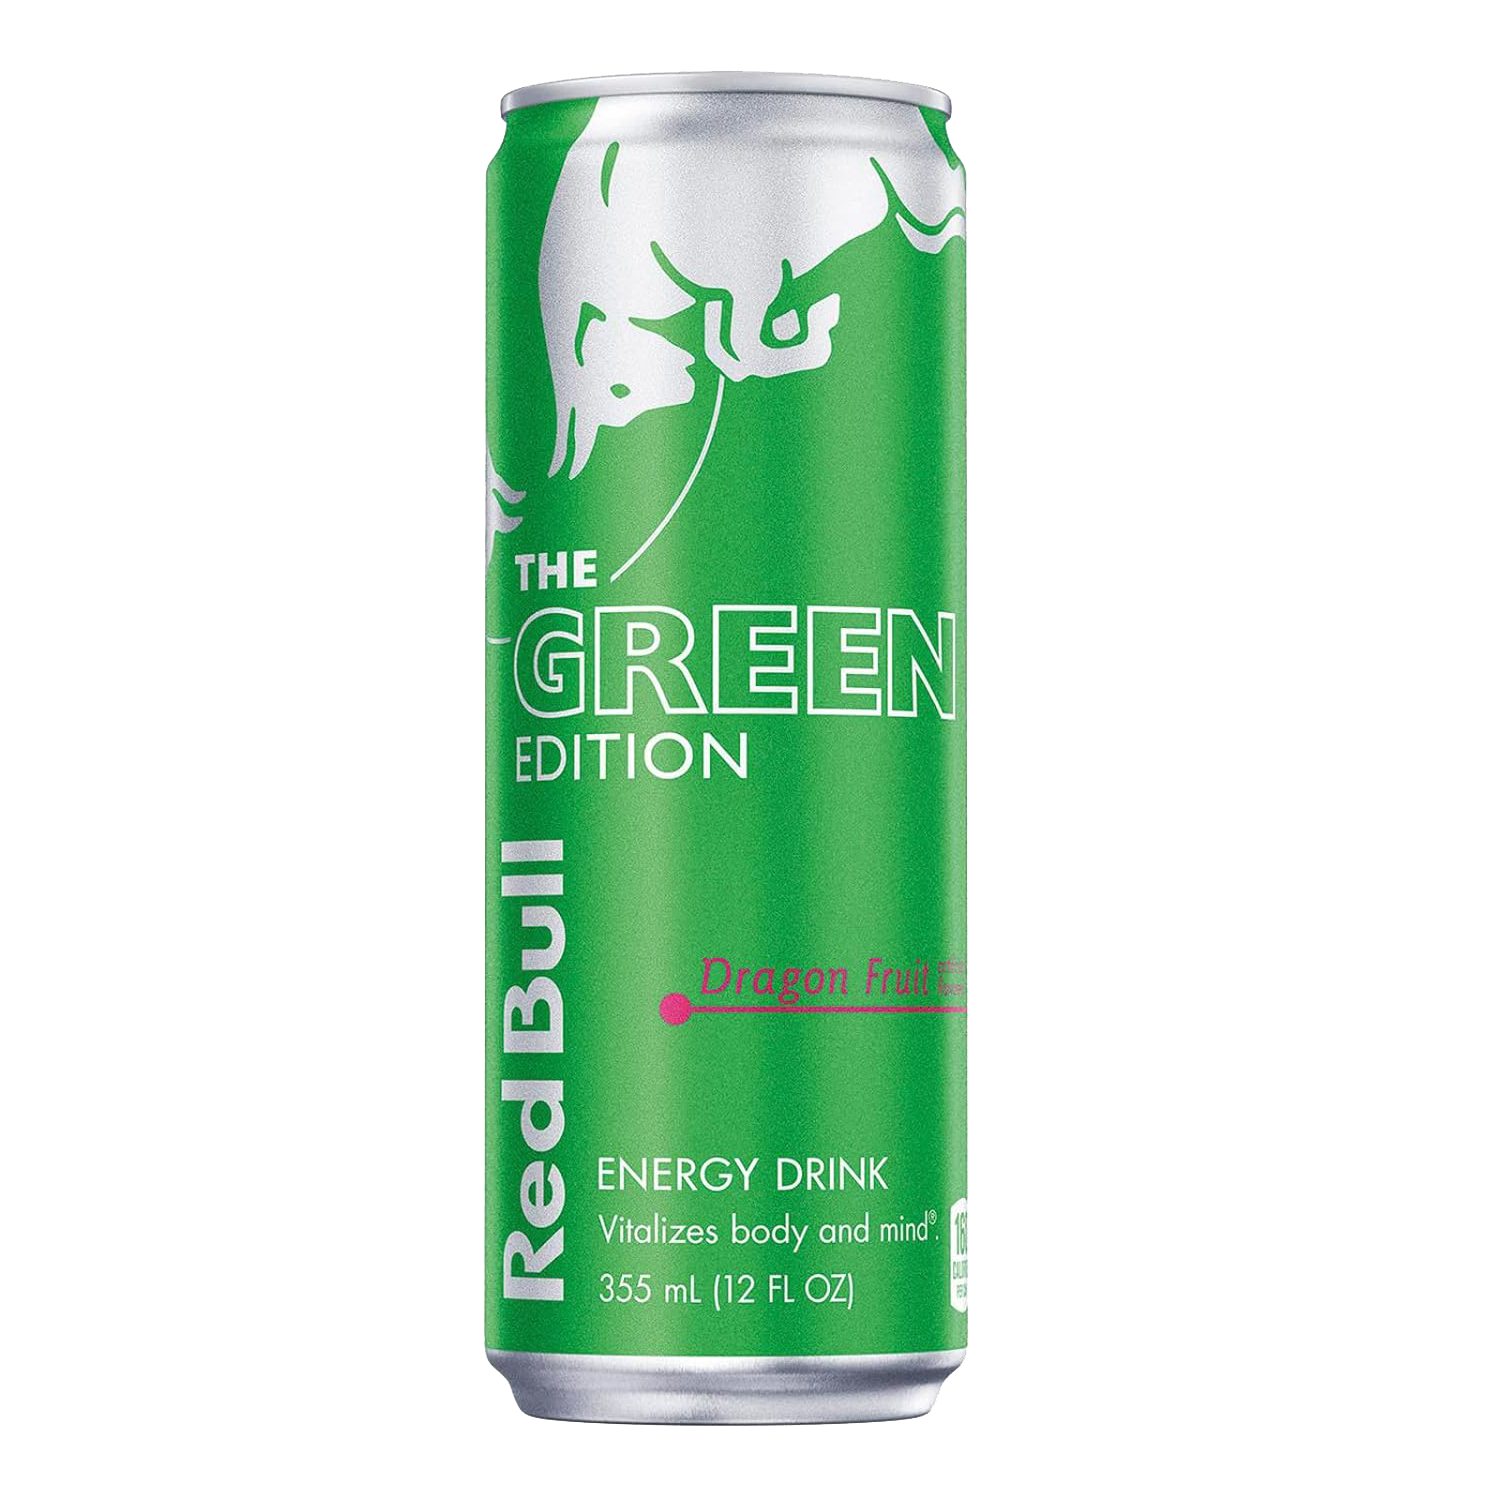 THE
GREEN
EDITION
Red Bull
Dragon Fruit
ENERGY DRINK
Vitalizes body and mind®.
355 mL (12 FL OZ)